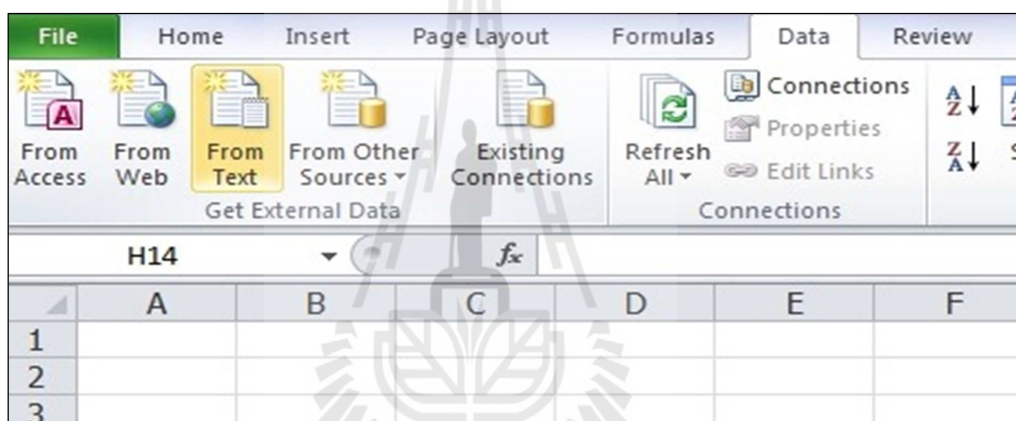 File Home Insert Page Layout Formulas Data Review
Connections
Properties
Edit Links
From Access
From Web
From Text
From Other Sources
Existing Connections
Refresh All
Get External Data
Connections
H14 fx
A B C D E F
1
2
3